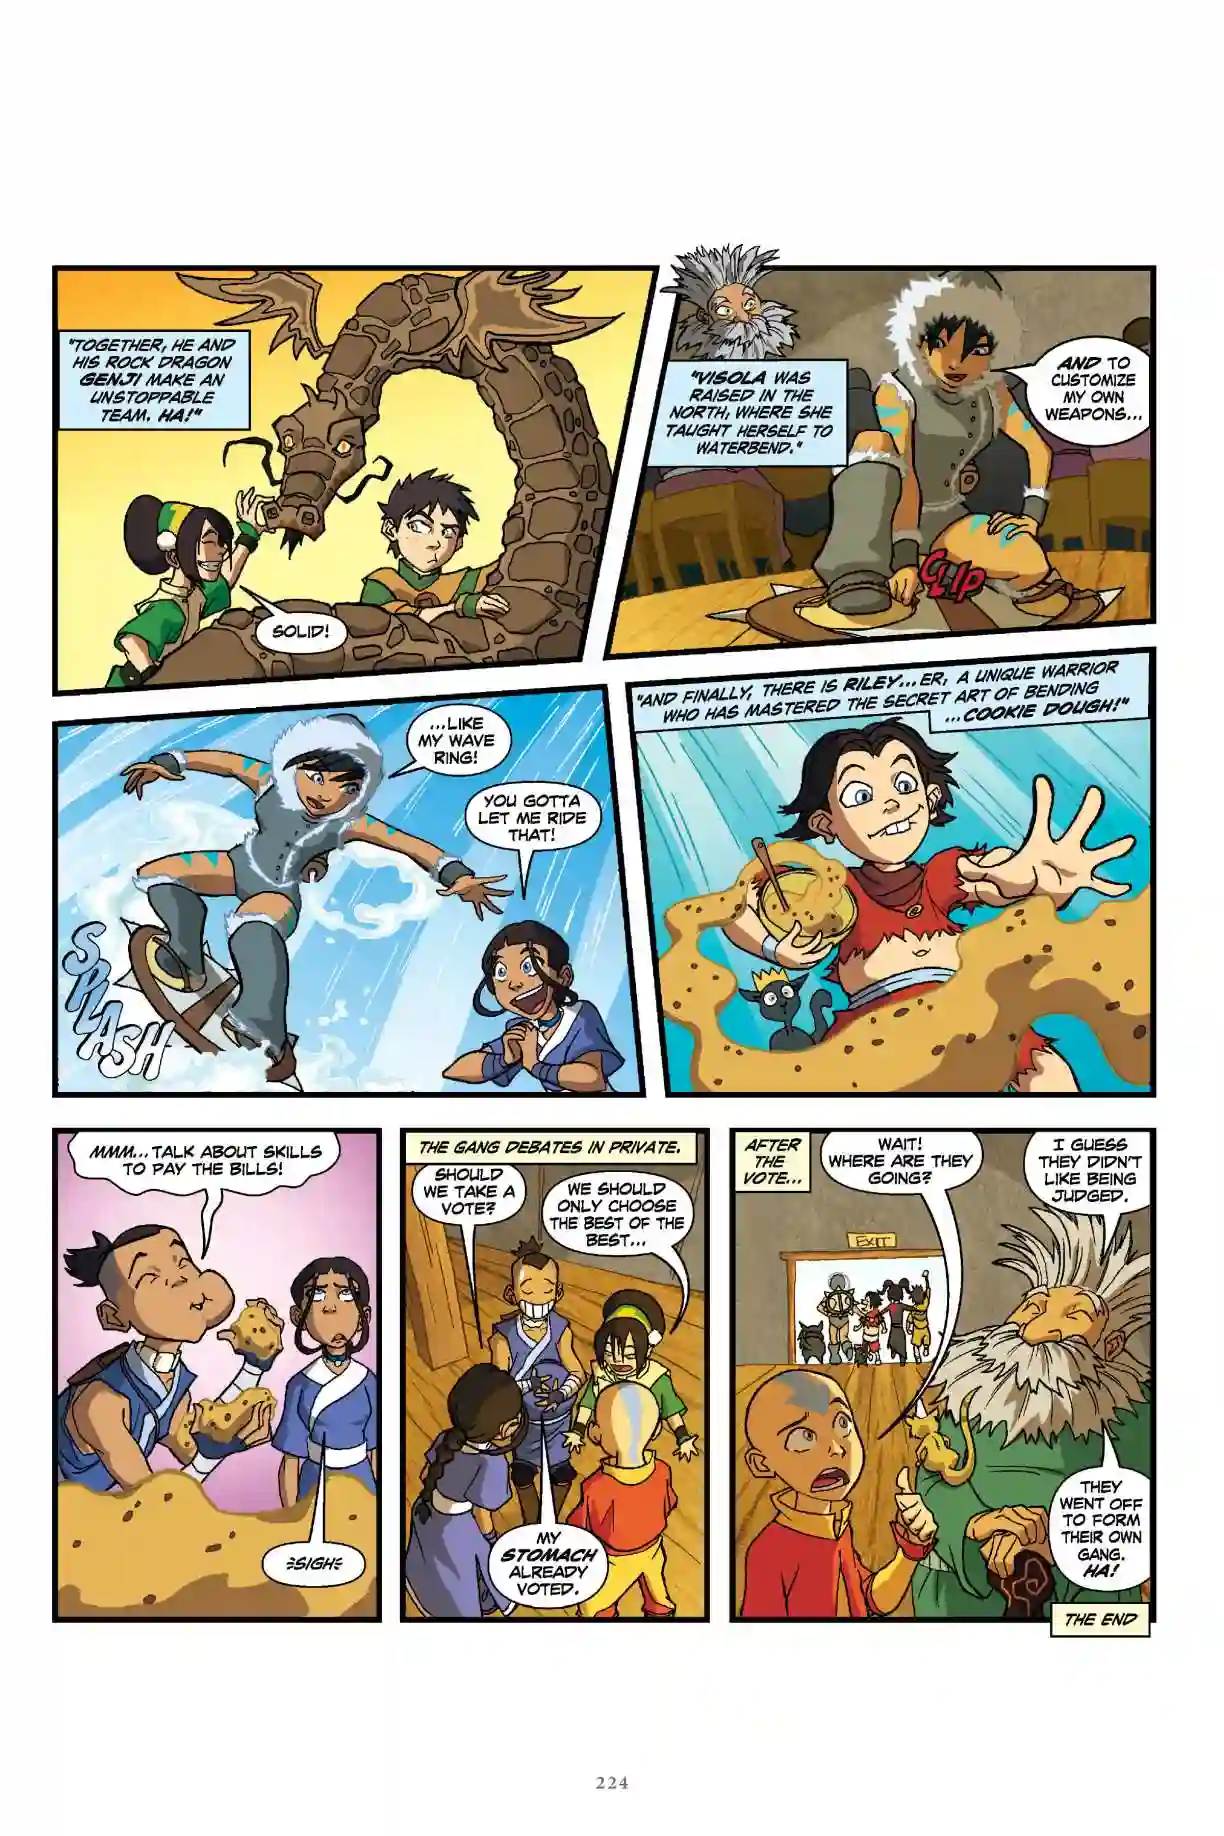 "TOGETHER, HE AND
HIS ROCK DRAGON
GENJI MAKE AN
UNSTOPPABLE
TEAM. HA!"
SOLID!
"VISOLA WAS
RAISED IN THE
NORTH, WHERE SHE
TAUGHT HERSELF TO
WATERBEND."
AND TO
CUSTOMIZE
MY OWN
WEAPONS...
CLIP
...LIKE
MY WAVE
RING!
YOU GOTTA
LET ME RIDE
THAT!
SPLASH
"AND FINALLY, THERE IS RILEY...ER, A UNIQUE WARRIOR
WHO HAS MASTERED THE SECRET ART OF BENDING
...COOKIE DOUGH!"
MMM... TALK ABOUT SKILLS
TO PAY THE BILLS!
SIGH
THE GANG DEBATES IN PRIVATE.
SHOULD
WE TAKE A
VOTE?
WE SHOULD
ONLY CHOOSE
THE BEST OF THE
BEST...
MY
STOMACH
ALREADY
VOTED.
AFTER
THE
VOTE...
WAIT!
WHERE ARE THEY
GOING?
EXIT
I GUESS
THEY DIDN'T
LIKE BEING
JUDGED.
THEY
WENT OFF
TO FORM
THEIR OWN
GANG.
HA!
THE END
224